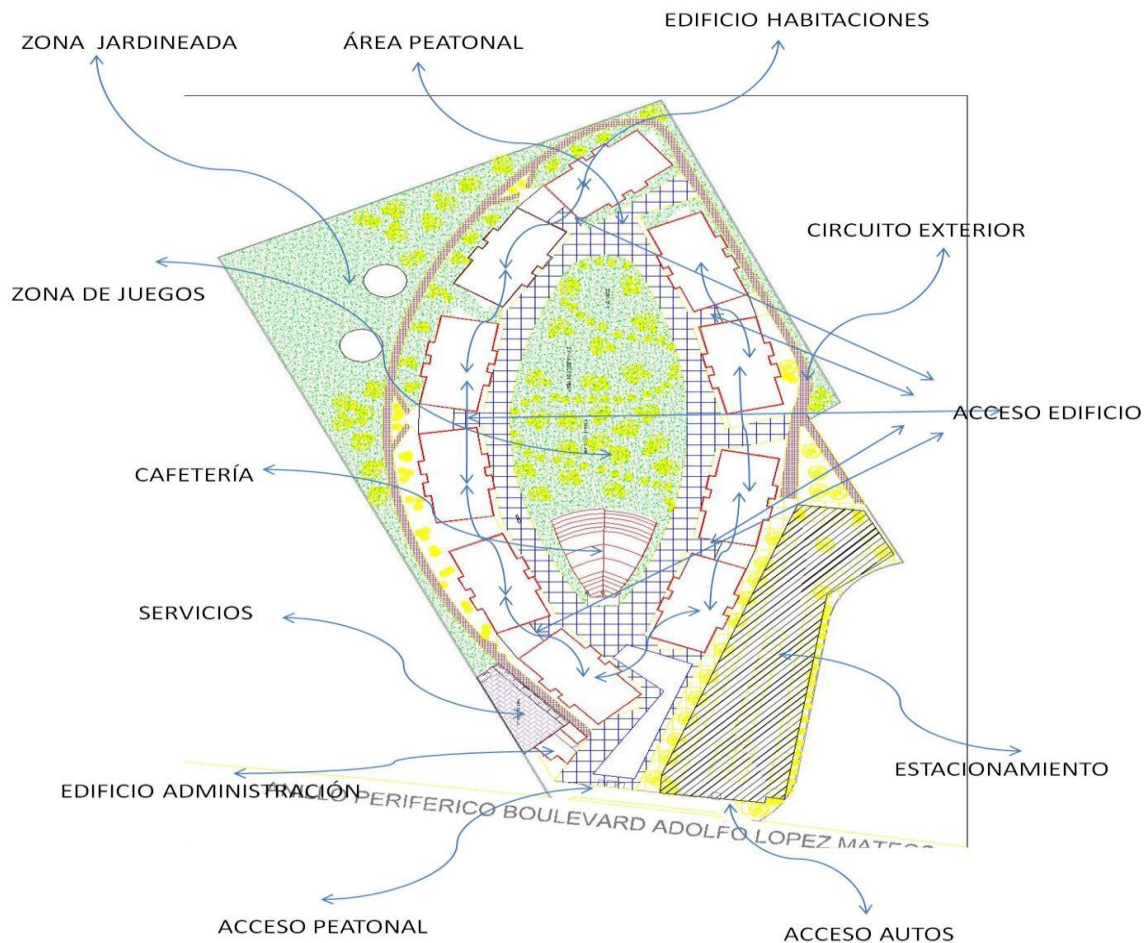 EDIFICIO HABITACIONES
ZONA JARDINEADA
ÁREA PEATONAL
CIRCUITO EXTERIOR
ZONA DE JUEGOS
ACCESO EDIFICIO
CAFETERÍA
SERVICIOS
ESTACIONAMIENTO
EDIFICIO ADMINISTRACIÓN
ANILLO PERIFERICO BOULEVARD ADOLFO LOPEZ MATEOS
ACCESO PEATONAL
ACCESO AUTOS